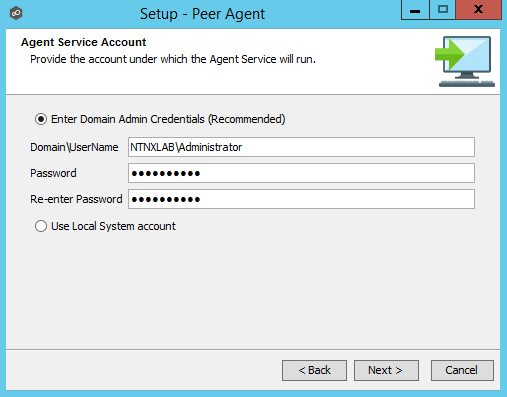 Setup - Peer Agent
Agent Service Account
Provide the account under which the Agent Service will run.
Enter Domain Admin Credentials (Recommended)
Domain\UserName NTNXLAB\Administrator
Password ●●●●●●●●●●
Re-enter Password ●●●●●●●●●●
Use Local System account
< Back Next > Cancel